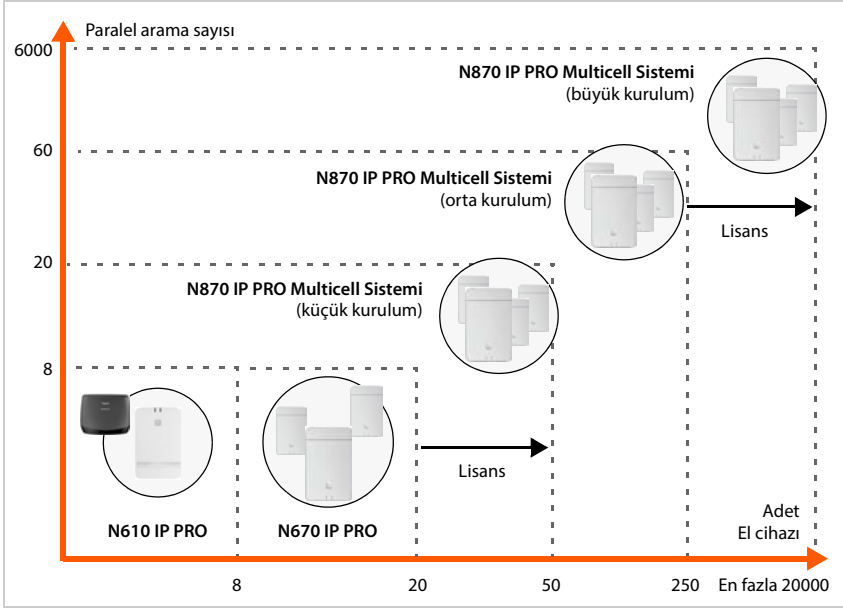 Paralel arama sayısı
6000
N870 IP PRO Multicell Sistemi
(büyük kurulum)
60
N870 IP PRO Multicell Sistemi
(orta kurulum)
Lisans
20
N870 IP PRO Multicell Sistemi
(küçük kurulum)
8
Lisans
N610 IP PRO
N670 IP PRO
Adet
El cihazı
8
20
50
250
En fazla 20000